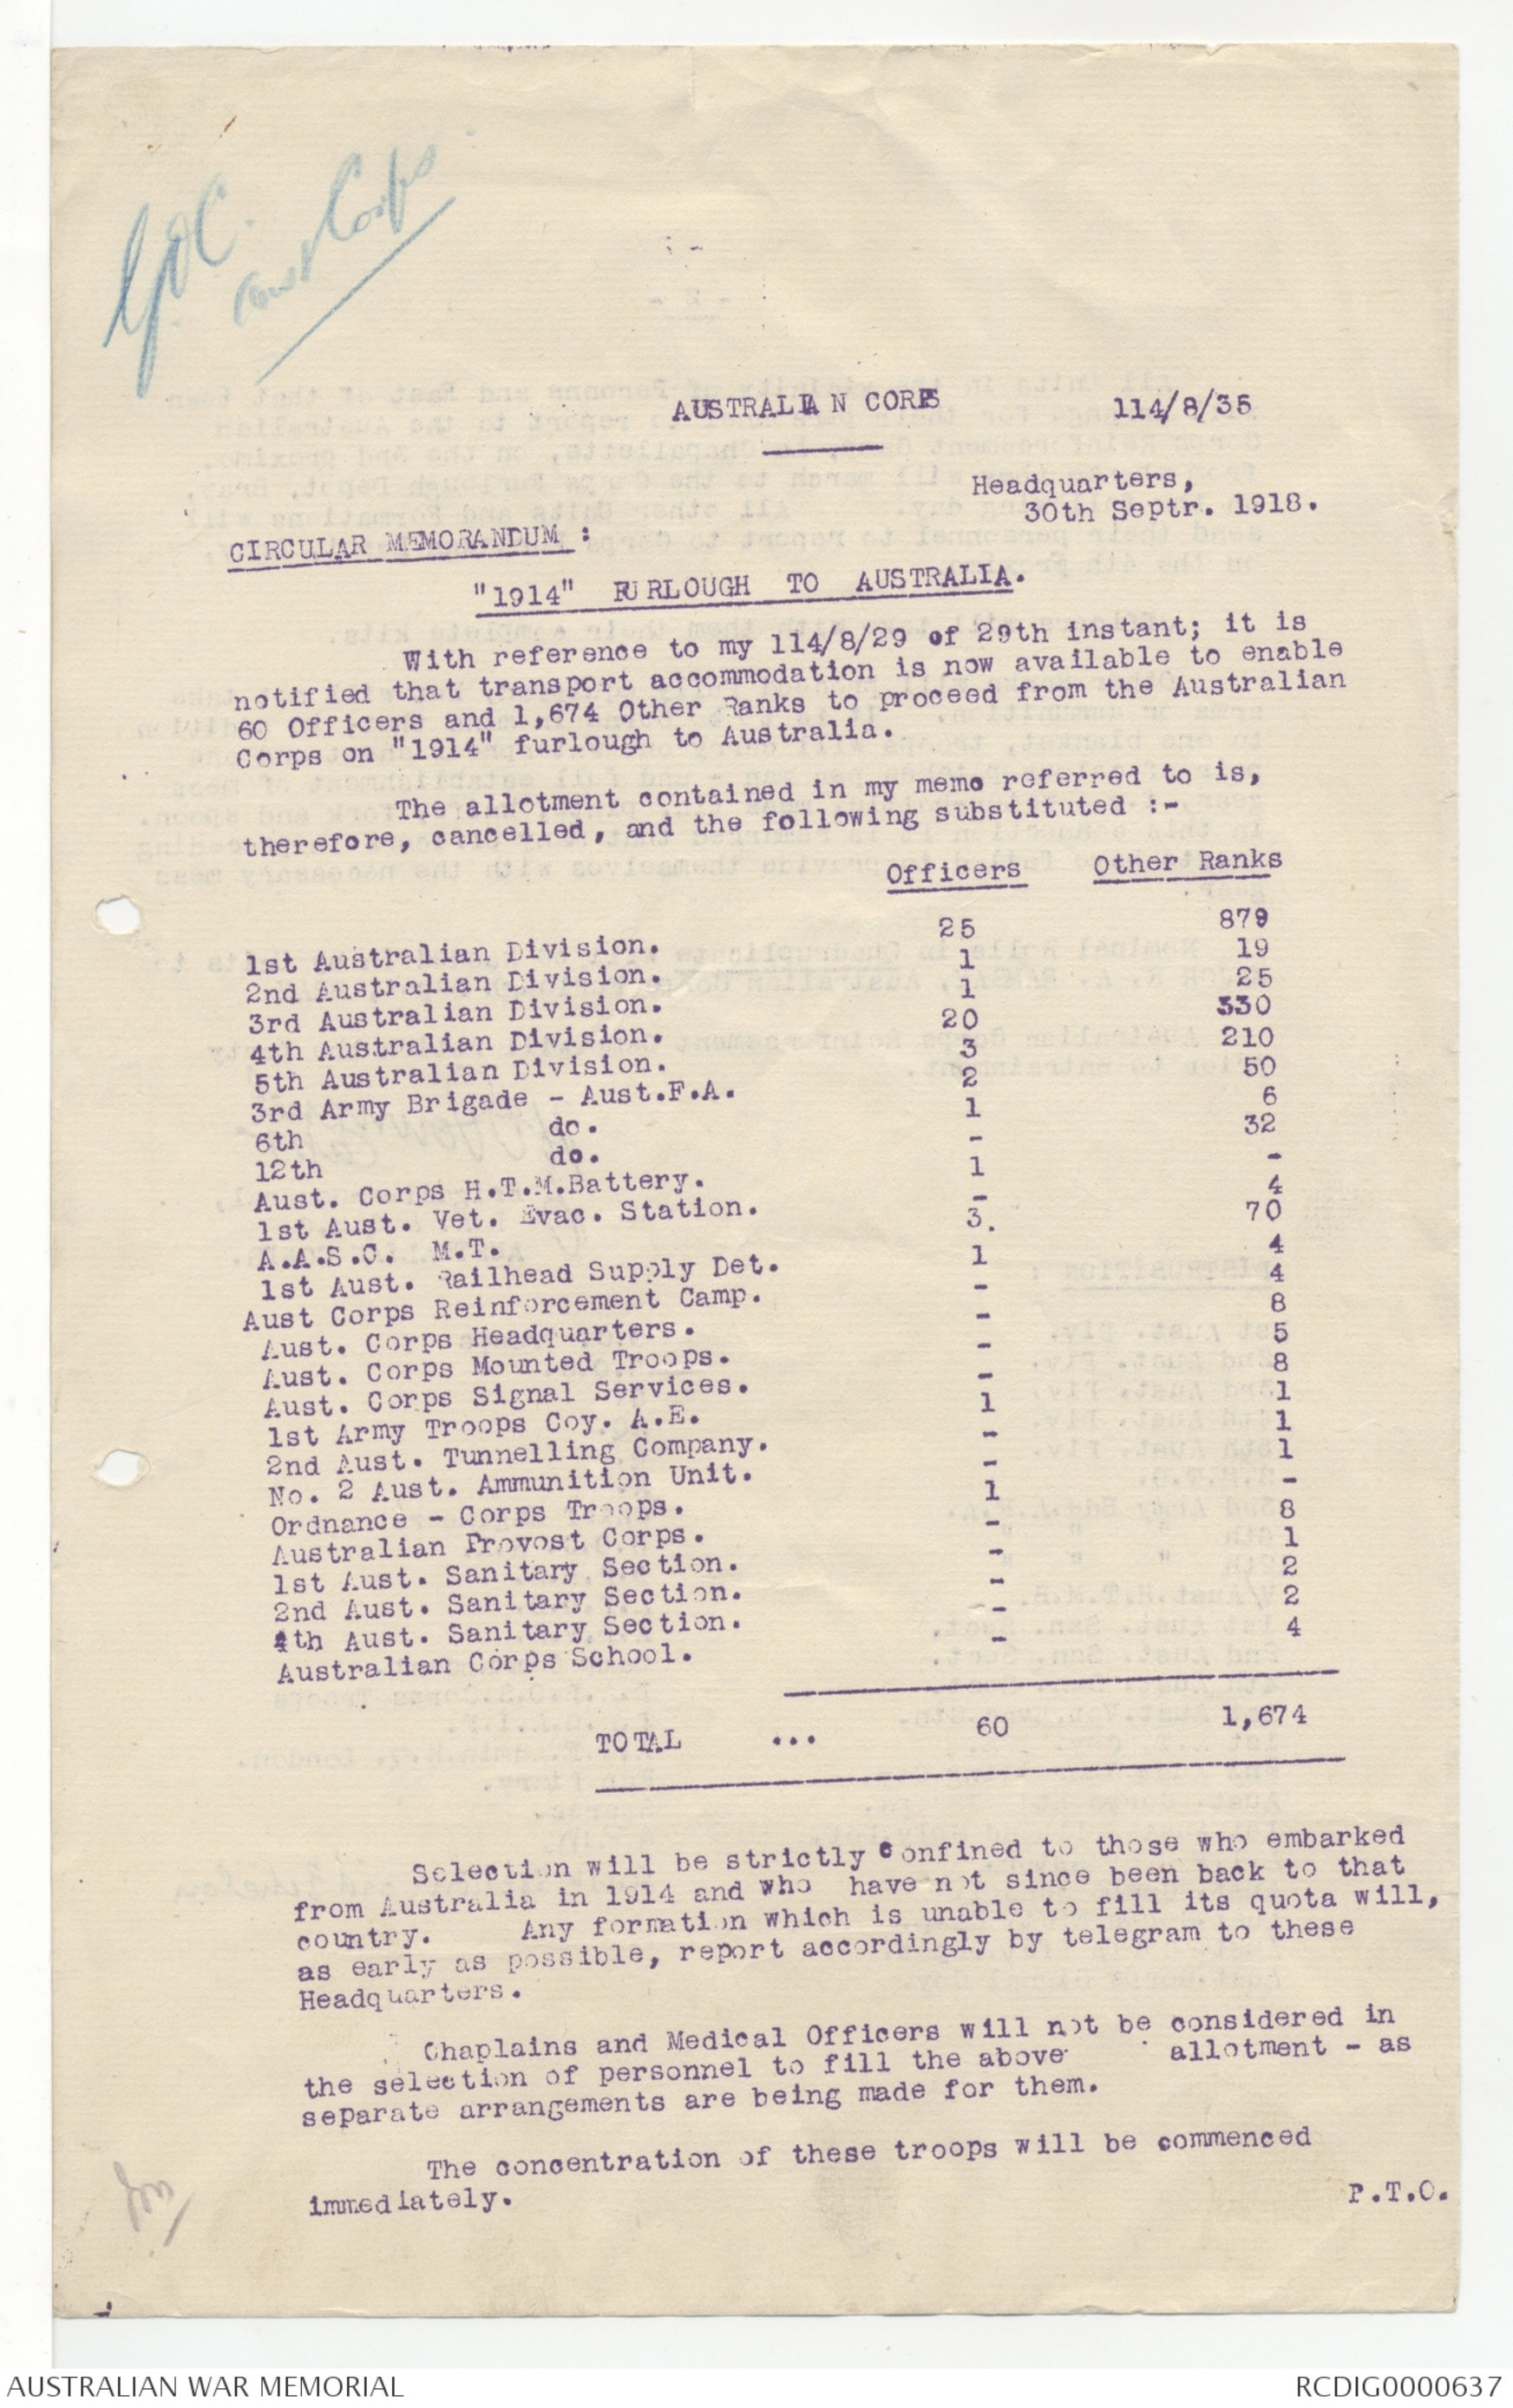 G.O.C.
Aust Corps
AUSTRALIAN CORPS 114/8/35
Headquarters,
30th Septr. 1918.
CIRCULAR MEMORANDUM :
"1914" FURLOUGH TO AUSTRALIA.
With reference to my 114/8/29 of 29th instant; it is
notified that transport accommodation is now available to enable
60 Officers and 1,674 Other Ranks to proceed from the Australian
Corps on "1914" furlough to Australia.
The allotment contained in my memo referred to is,
therefore, cancelled, and the following substituted :-
Officers Other Ranks
1st Australian Division. 25 879
2nd Australian Division. 1 19
3rd Australian Division. 1 25
4th Australian Division. 20 330
5th Australian Division. 3 210
3rd Army Brigade - Aust.F.A. 2 50
6th do. 1 6
12th do. - 32
Aust. Corps H.T.M.Battery. 1 -
1st Aust. Vet. Evac. Station. - 4
A.A.S.C. M.T. 3. 70
1st Aust. Railhead Supply Det. 1 4
Aust Corps Reinforcement Camp. - 4
Aust. Corps Headquarters. - 8
Aust. Corps Mounted Troops. - 5
Aust. Corps Signal Services. - 8
1st Army Troops Coy. A.E. 1 1
2nd Aust. Tunnelling Company. - 1
No. 2 Aust. Ammunition Unit. - 1
Ordnance - Corps Troops. 1 -
Australian Provost Corps. - 8
1st Aust. Sanitary Section. - 1
2nd Aust. Sanitary Section. - 2
4th Aust. Sanitary Section. - 2
Australian Corps School. - 4
TOTAL ... 60 1,674
Selection will be strictly confined to those who embarked
from Australia in 1914 and who have not since been back to that
country. Any formation which is unable to fill its quota will,
as early as possible, report accordingly by telegram to these
Headquarters.
Chaplains and Medical Officers will not be considered in
the selection of personnel to fill the above allotment - as
separate arrangements are being made for them.
The concentration of these troops will be commenced
immediately.
P.T.O.
AUSTRALIAN WAR MEMORIAL RCDIG0000637